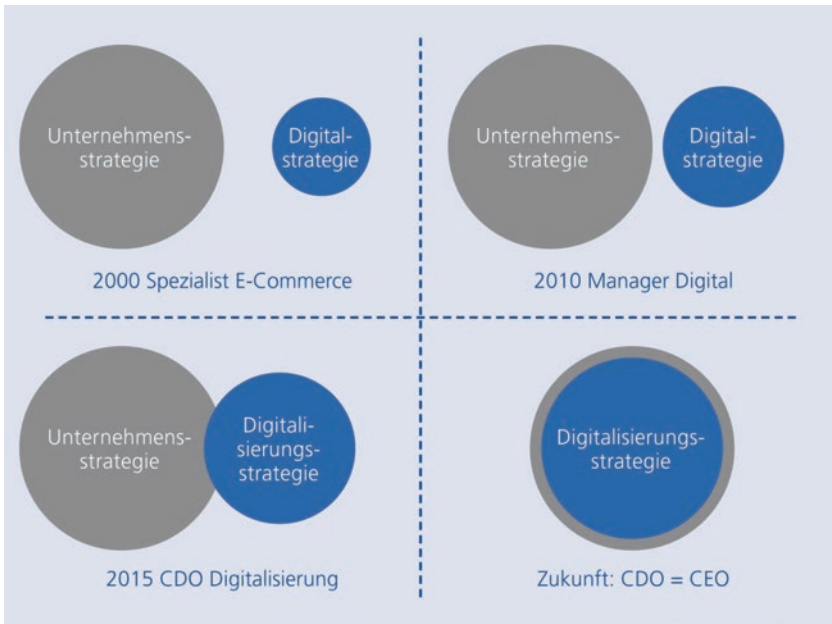 Unternehmens-
strategie
Digital-
strategie
2000 Spezialist E-Commerce
Unternehmens-
strategie
Digital-
strategie
2010 Manager Digital
Unternehmens-
strategie
Digitali-
sierungs-
strategie
2015 CDO Digitalisierung
Digitalisierungs-
strategie
Zukunft: CDO = CEO